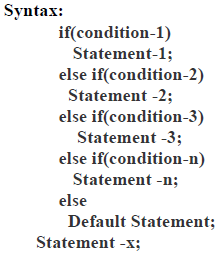 Syntax:
if(condition-1)
Statement-1;
else if(condition-2)
Statement -2;
else if(condition-3)
Statement -3;
else if(condition-n)
Statement -n;
else
Default Statement;
Statement -x;